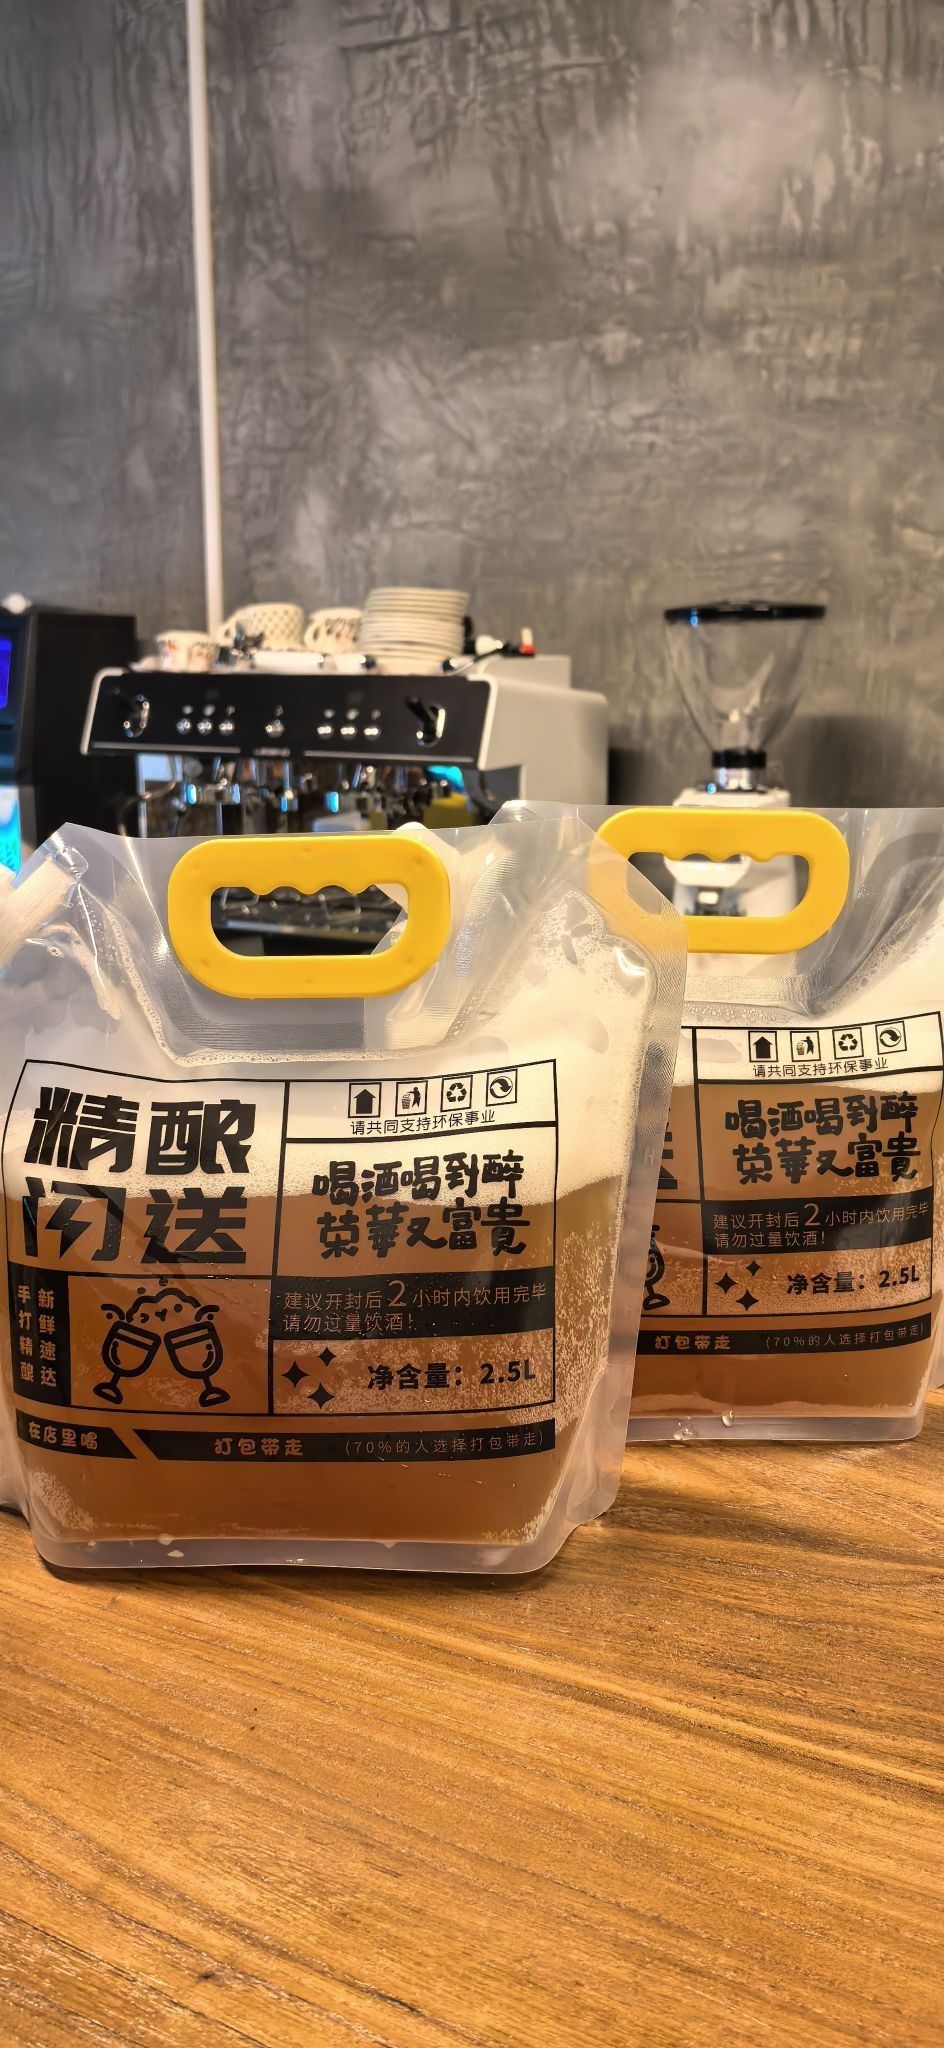 精酿
闪送
请共同支持环保事业
喝酒喝到醉
荣華又富贵
建议开封后2小时内饮用完毕
请勿过量饮酒！
新鲜速达
手打精酿
净含量：2.5L
在店里喝
打包带走
(70%的人选择打包带走)
请共同支持环保事业
喝酒喝到醉
荣華又富贵
建议开封后2小时内饮用完毕
请勿过量饮酒！
净含量：2.5L
打包带走
(70%的人选择打包带走)